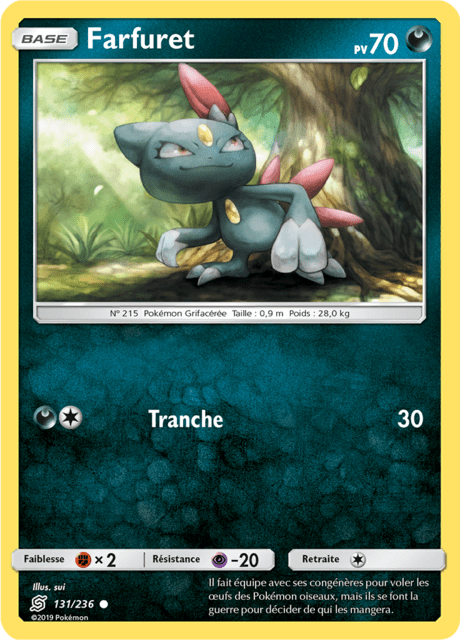 BASE Farfuret PV 70
N° 215 Pokémon Grifacérée Taille : 0,9 m Poids : 28,0 kg
Tranche 30
Faiblesse × 2 Résistance -20 Retraite
Illus. sui
131/236
©2019 Pokémon
Il fait équipe avec ses congénères pour voler les
œufs des Pokémon oiseaux, mais ils se font la
guerre pour décider de qui les mangera.